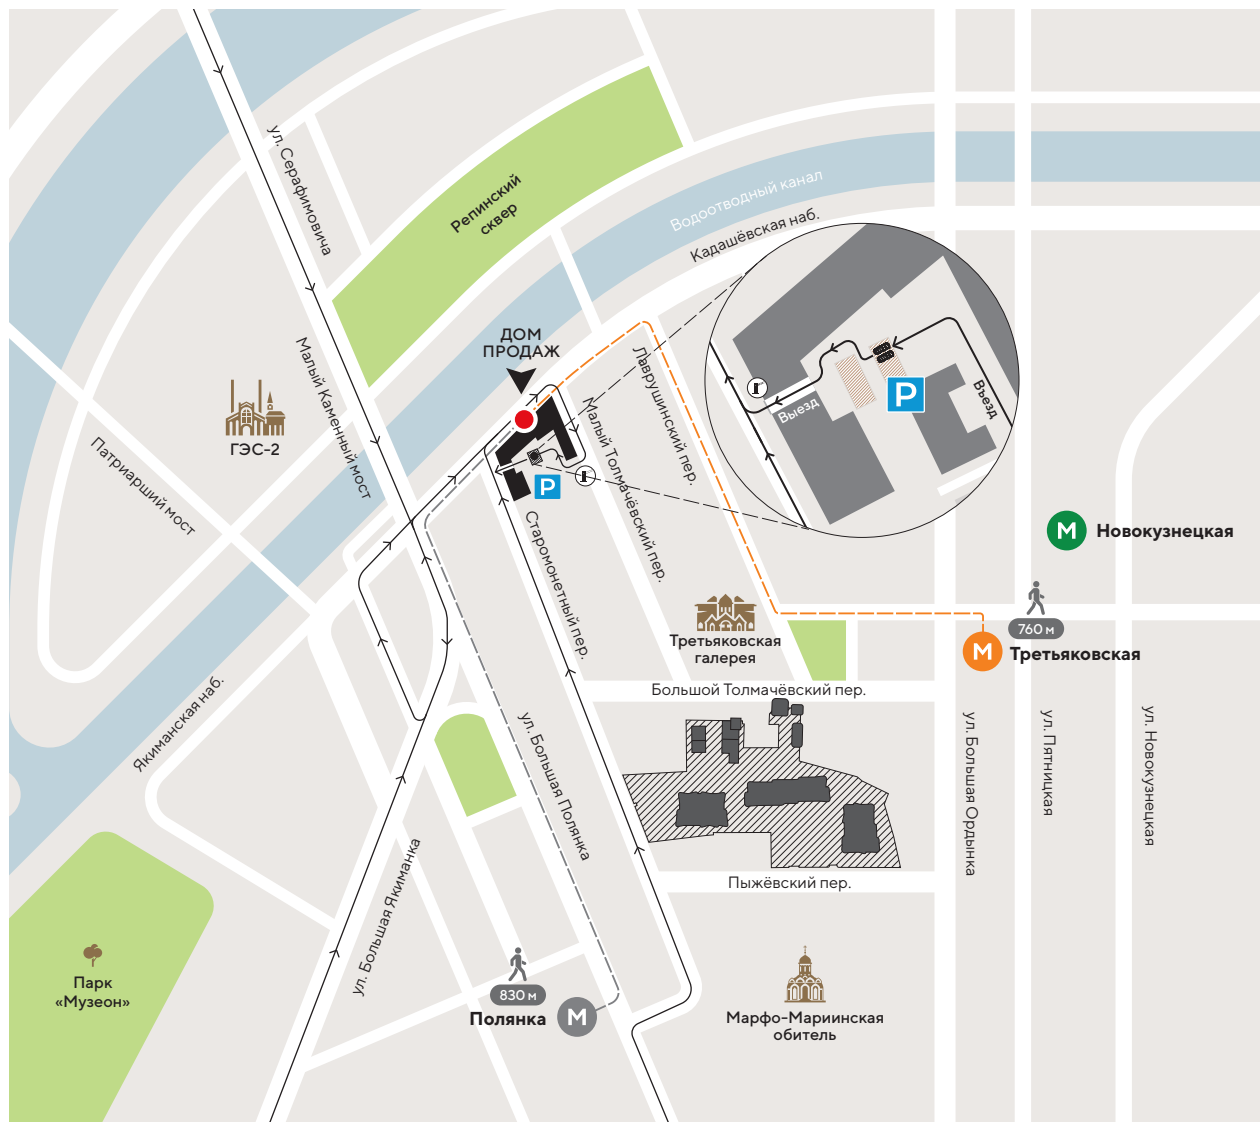 ул. Серафимовича
Репинский
сквер
Водоотводный канал
Кадашёвская наб.
ДОМ
ПРОДАЖ
Малый Каменный мост
Лаврушинский пер.
Малый Толмачёвский пер.
Въезд
Выезд
P
ГЭС-2
Патриарший мост
P
Старомонетный пер.
М
Новокузнецкая
760 м
М
Третьяковская
Третьяковская
галерея
Большой Толмачёвский пер.
Якиманская наб.
ул. Большая Полянка
ул. Большая Ордынка
ул. Пятницкая
ул. Новокузнецкая
ул. Большая Якиманка
Пыжёвский пер.
Парк
«Музеон»
830 м
Полянка
М
Марфо-Мариинская
обитель